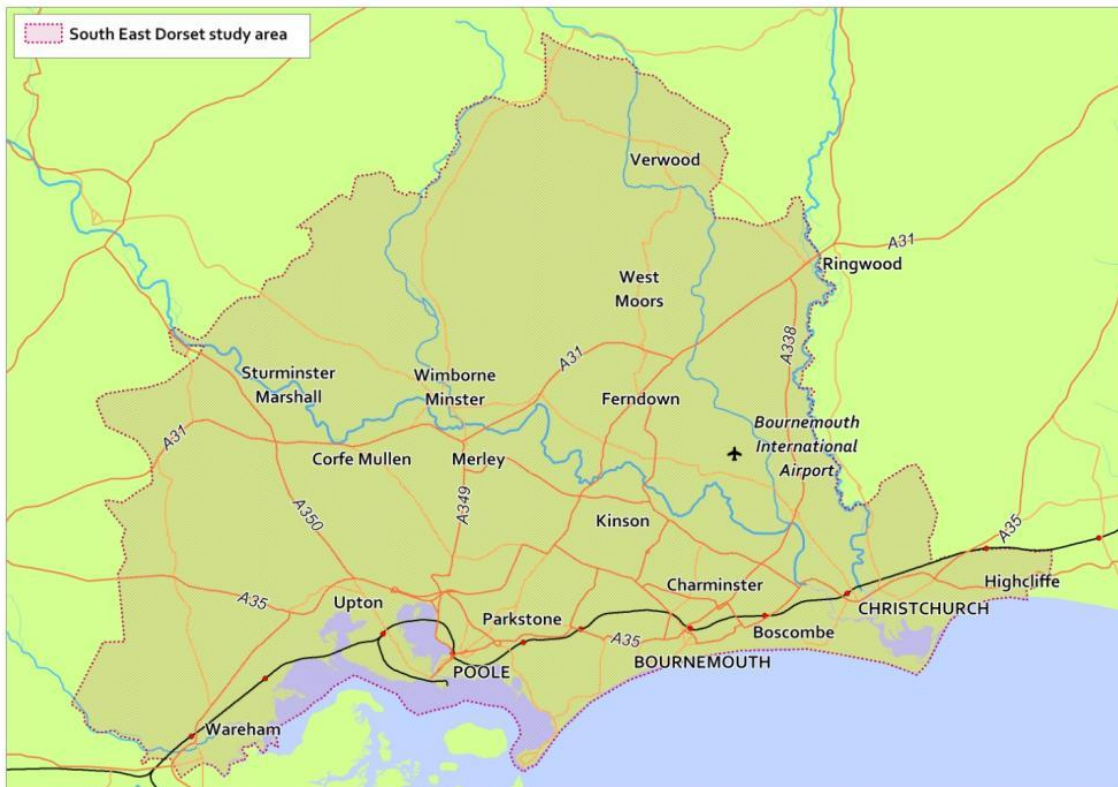 South East Dorset study area
Verwood
A31
Ringwood
West
Moors
A338
A31
Sturminster
Marshall
Wimborne
Minster
Ferndown
Bournemouth
International
Airport
A31
Corfe Mullen
Merley
A349
A350
Kinson
A35
Charminster
Highcliffe
A35
Upton
Parkstone
CHRISTCHURCH
A35
Boscombe
POOLE
BOURNEMOUTH
Wareham